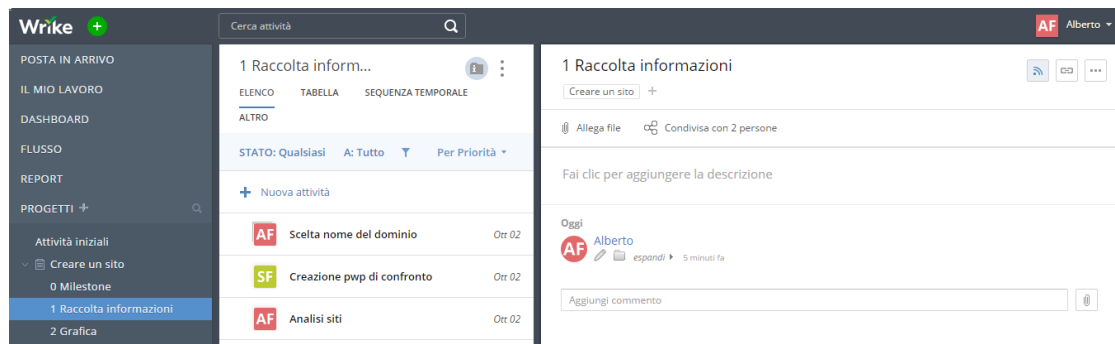 Wrike
Cerca attività
AF Alberto
POSTA IN ARRIVO
IL MIO LAVORO
DASHBOARD
FLUSSO
REPORT
PROGETTI
Attività iniziali
Creare un sito
0 Milestone
1 Raccolta informazioni
2 Grafica
1 Raccolta inform...
ELENCO TABELLA SEQUENZA TEMPORALE
ALTRO
STATO: Qualsiasi A: Tutto Per Priorità
+ Nuova attività
AF Scelta nome del dominio Ott 02
SF Creazione pwp di confronto Ott 02
AF Analisi siti Ott 02
1 Raccolta informazioni
Creare un sito +
Allega file Condivisa con 2 persone
Fai clic per aggiungere la descrizione
Oggi
AF Alberto
espandi 5 minuti fa
Aggiungi commento